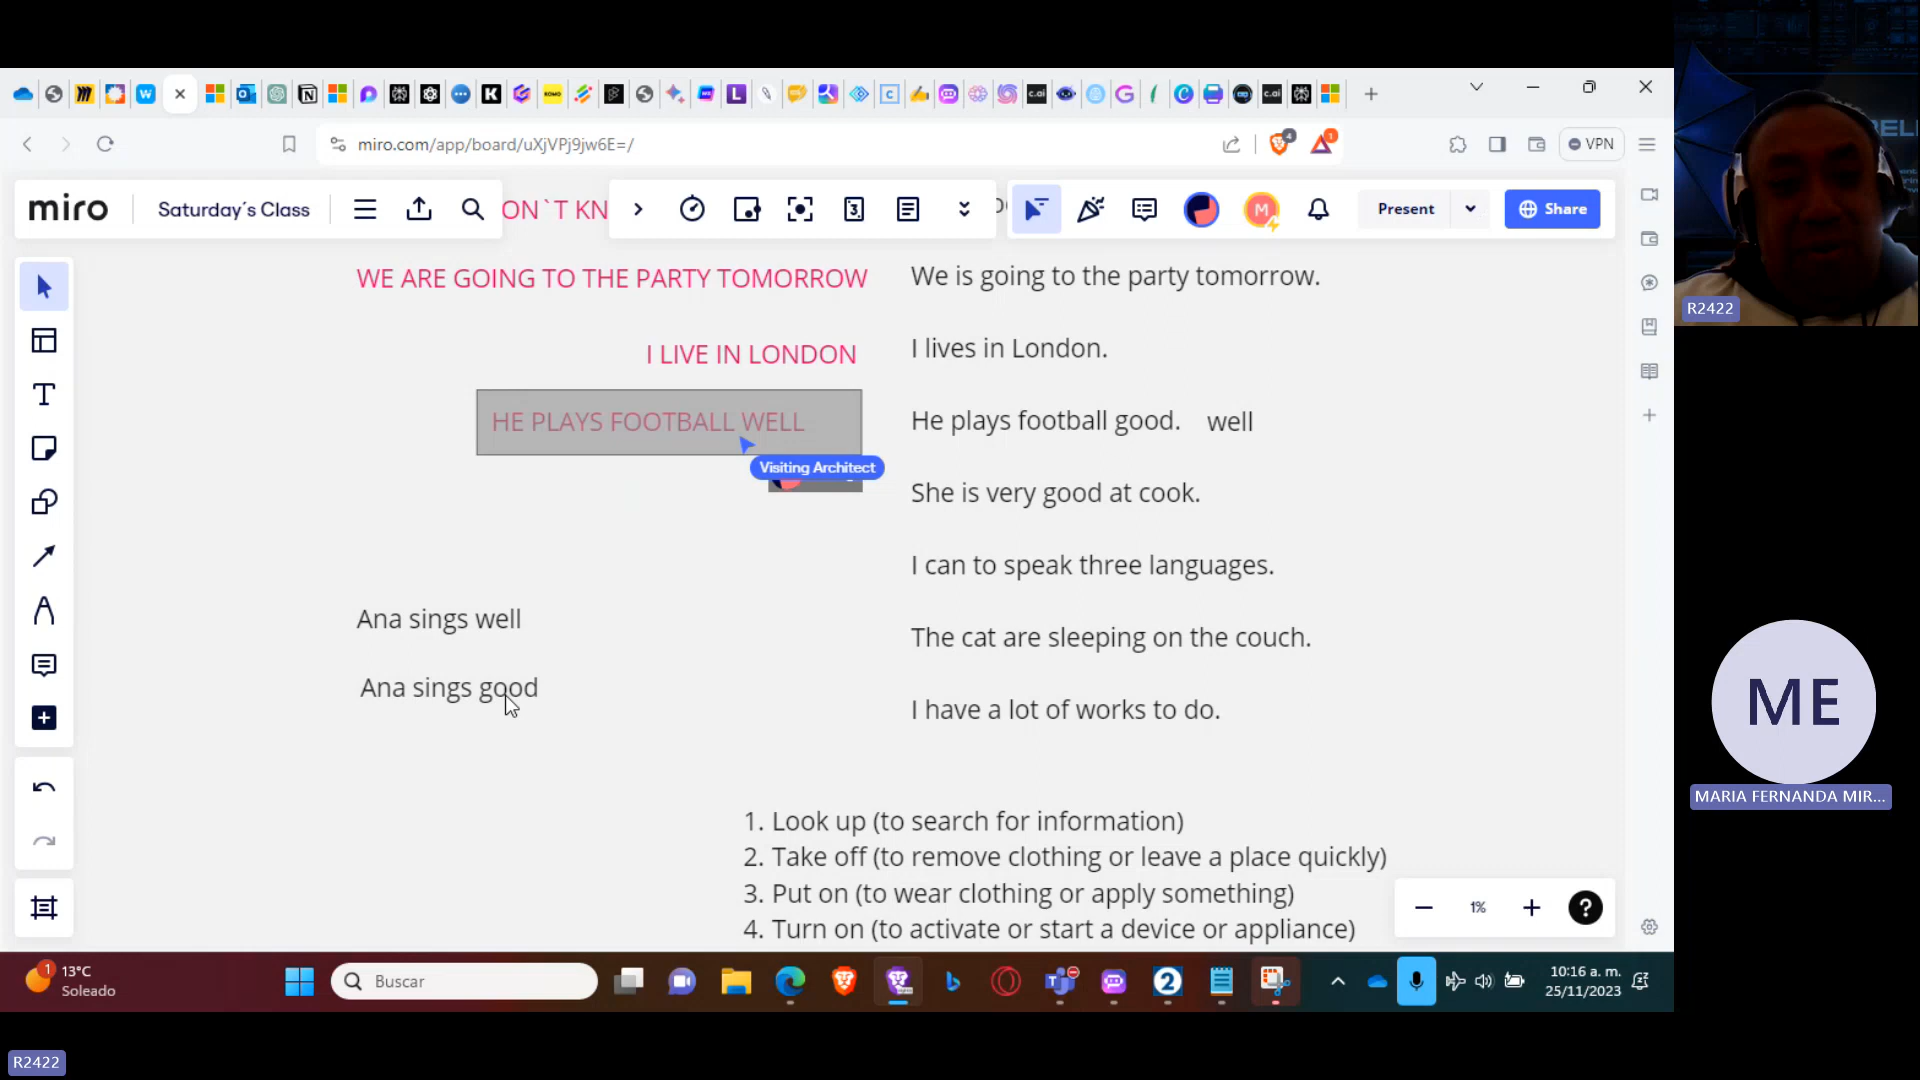 miro.com/app/board/uXjVPj9jw6E=/
4
1
VPN
miro
Saturday´s Class
ON`T KN
3
M
Present
Share
RELI
R2422
WE ARE GOING TO THE PARTY TOMORROW
We is going to the party tomorrow.
I LIVE IN LONDON
I lives in London.
HE PLAYS FOOTBALL WELL
He plays football good.
well
Visiting Architect
She is very good at cook.
I can to speak three languages.
Ana sings well
The cat are sleeping on the couch.
Ana sings good
I have a lot of works to do.
ME
MARIA FERNANDA MIR...
1. Look up (to search for information)
2. Take off (to remove clothing or leave a place quickly)
3. Put on (to wear clothing or apply something)
4. Turn on (to activate or start a device or appliance)
1%
1
13°C
Soleado
Buscar
10:16 a. m.
25/11/2023
R2422